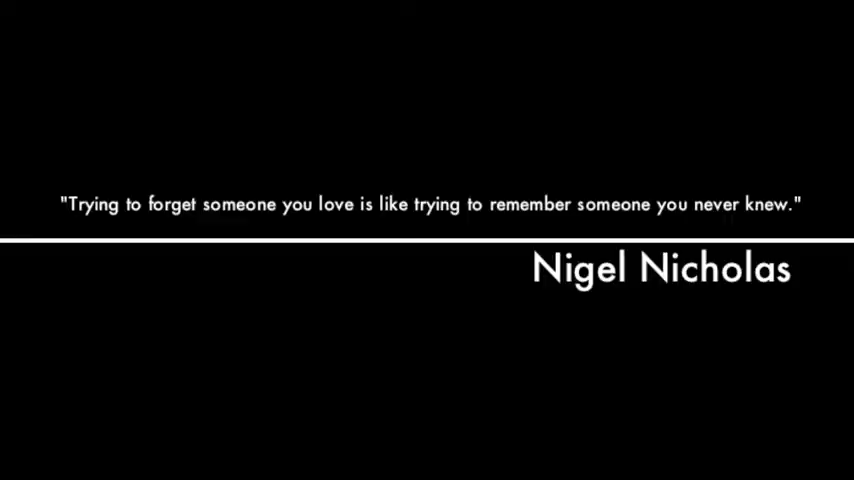 "Trying to forget someone you love is like trying to remember someone you never knew."
Nigel Nicholas